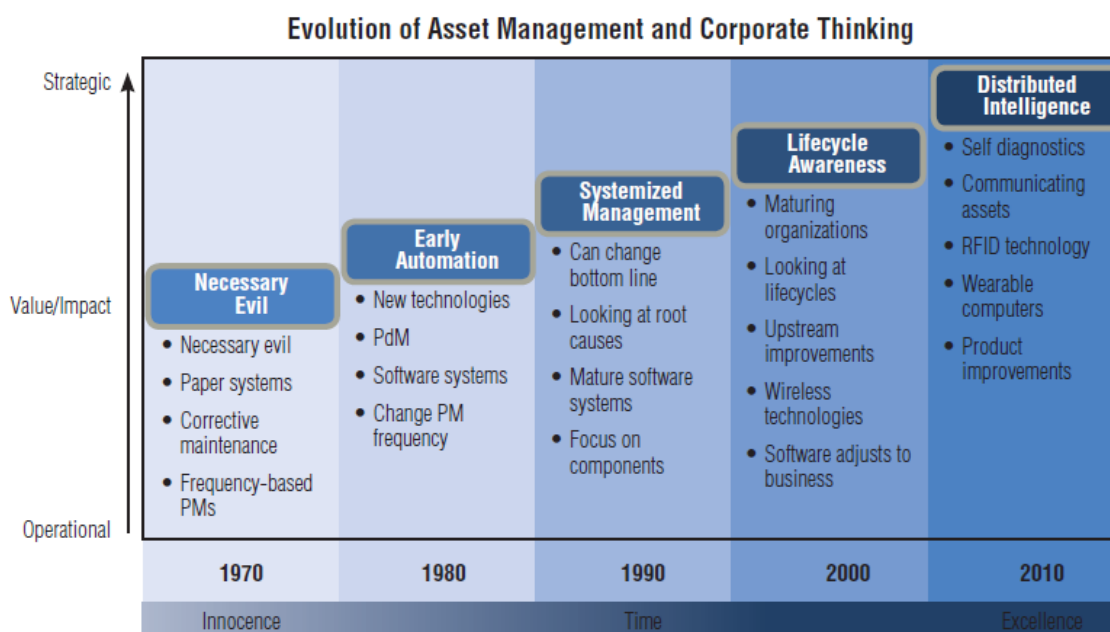 Evolution of Asset Management and Corporate Thinking
Strategic
Value/Impact
Operational
Necessary
Evil
• Necessary evil
• Paper systems
• Corrective
maintenance
• Frequency-based
PMs
Early
Automation
• New technologies
• PdM
• Software systems
• Change PM
frequency
Systemized
Management
• Can change
bottom line
• Looking at root
causes
• Mature software
systems
• Focus on
components
Lifecycle
Awareness
• Maturing
organizations
• Looking at
lifecycles
• Upstream
improvements
• Wireless
technologies
• Software adjusts to
business
Distributed
Intelligence
• Self diagnostics
• Communicating
assets
• RFID technology
• Wearable
computers
• Product
improvements
1970
1980
1990
2000
2010
Innocence
Time
Excellence